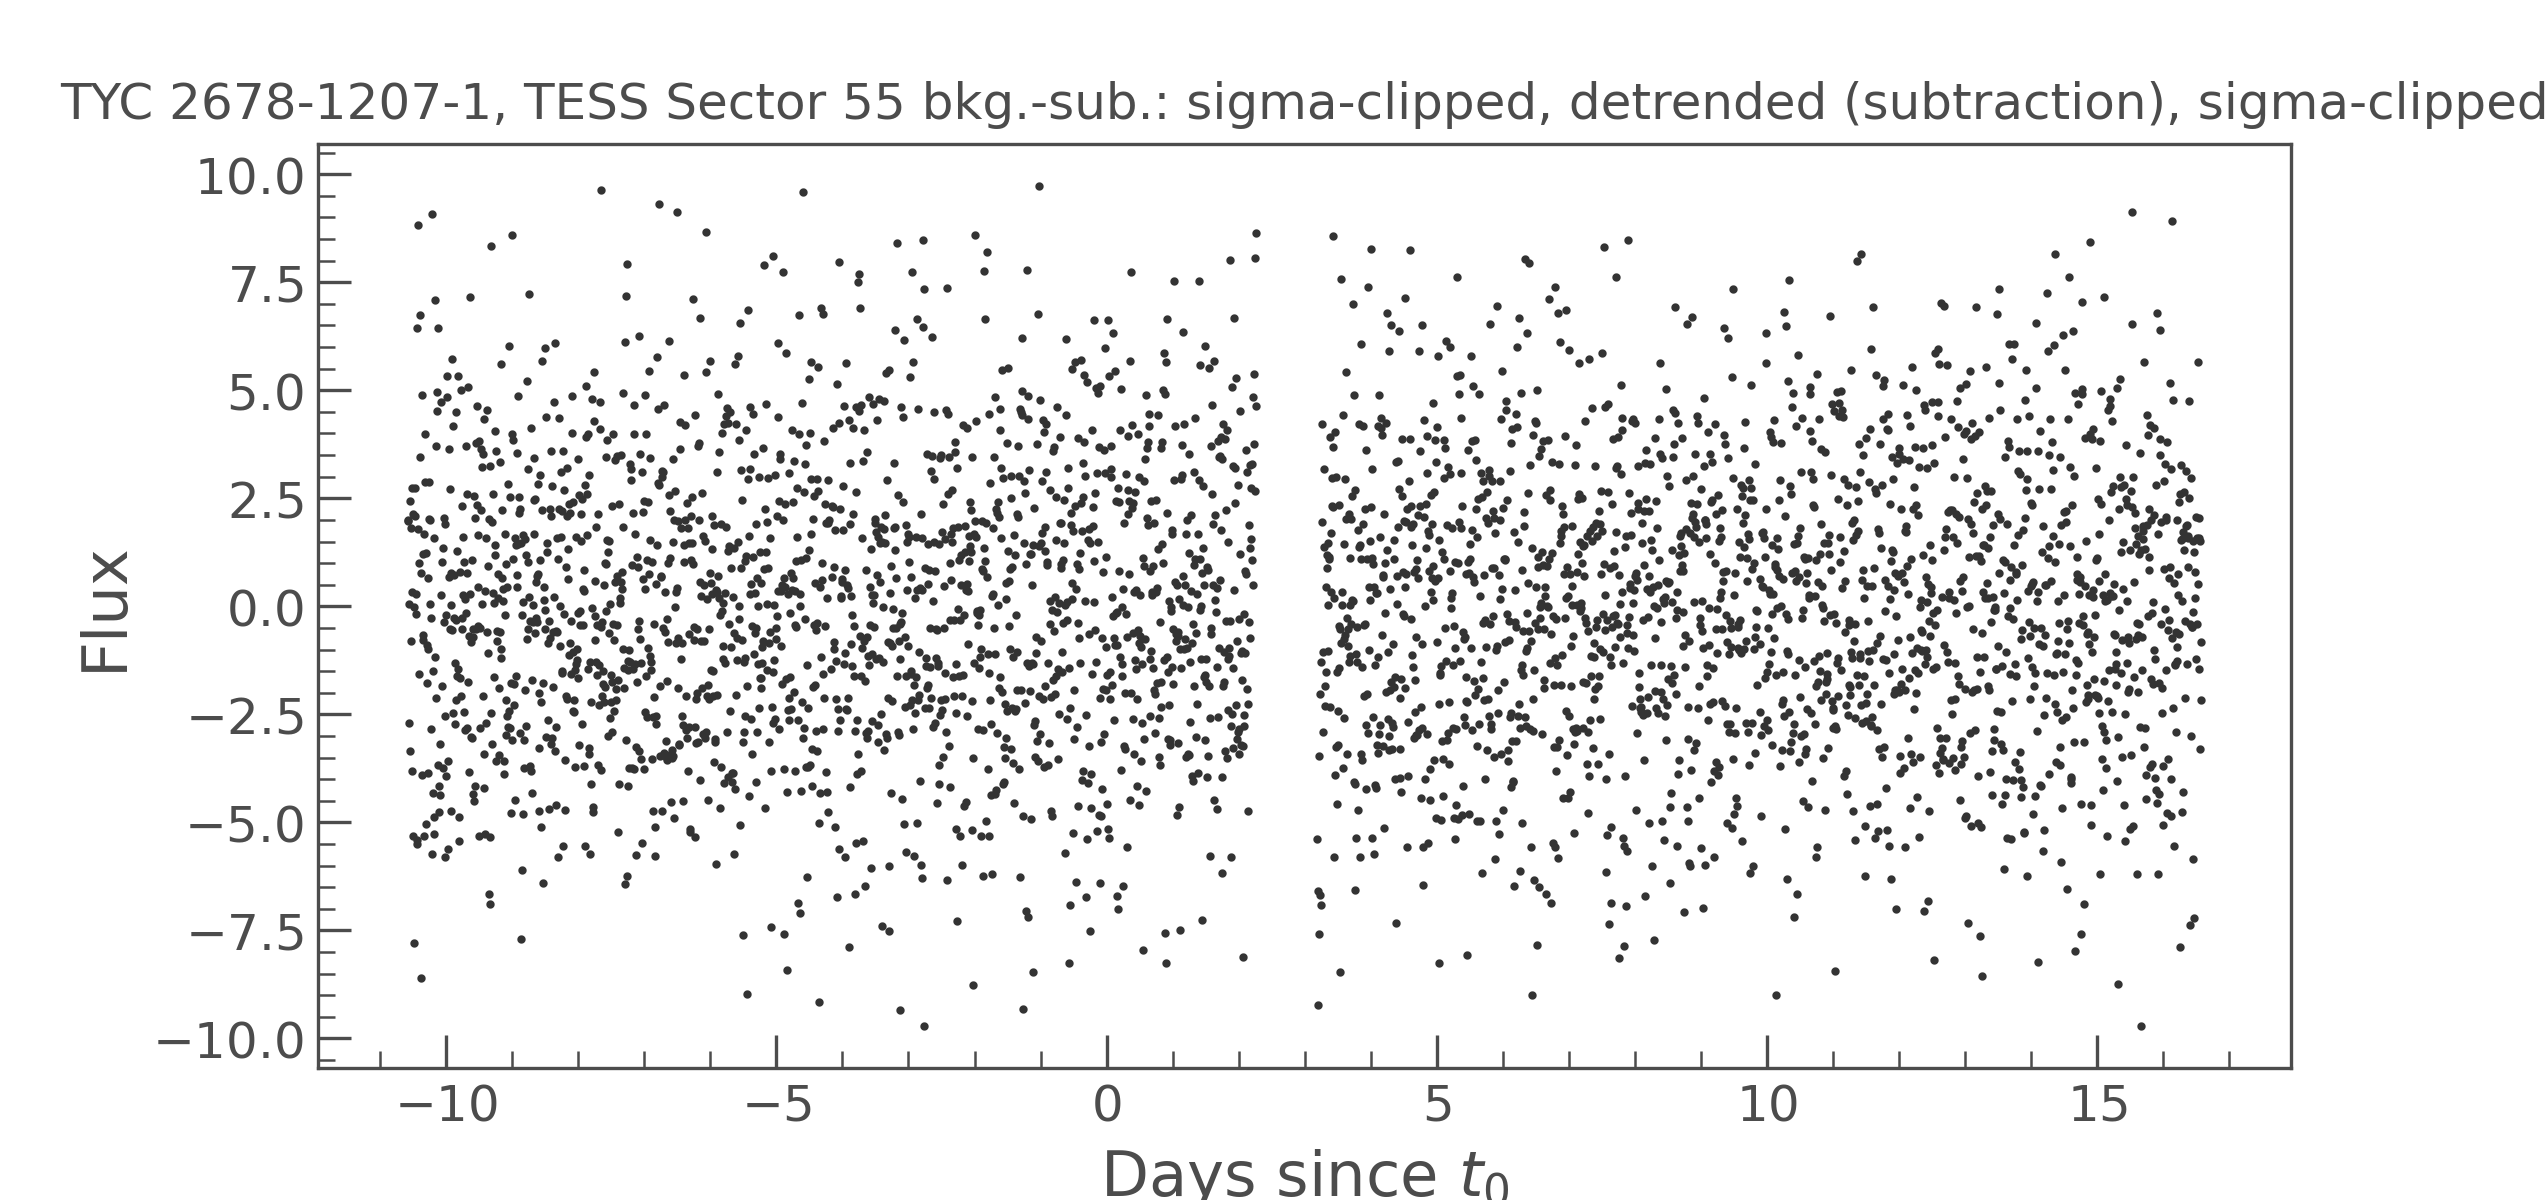 TYC 2678-1207-1, TESS Sector 55 bkg.-sub.: sigma-clipped, detrended (subtraction), sigma-clipped
10.0
7.5
5.0
2.5
0.0
−2.5
−5.0
−7.5
−10.0
Flux
−10 −5 0 5 10 15
Days since t0